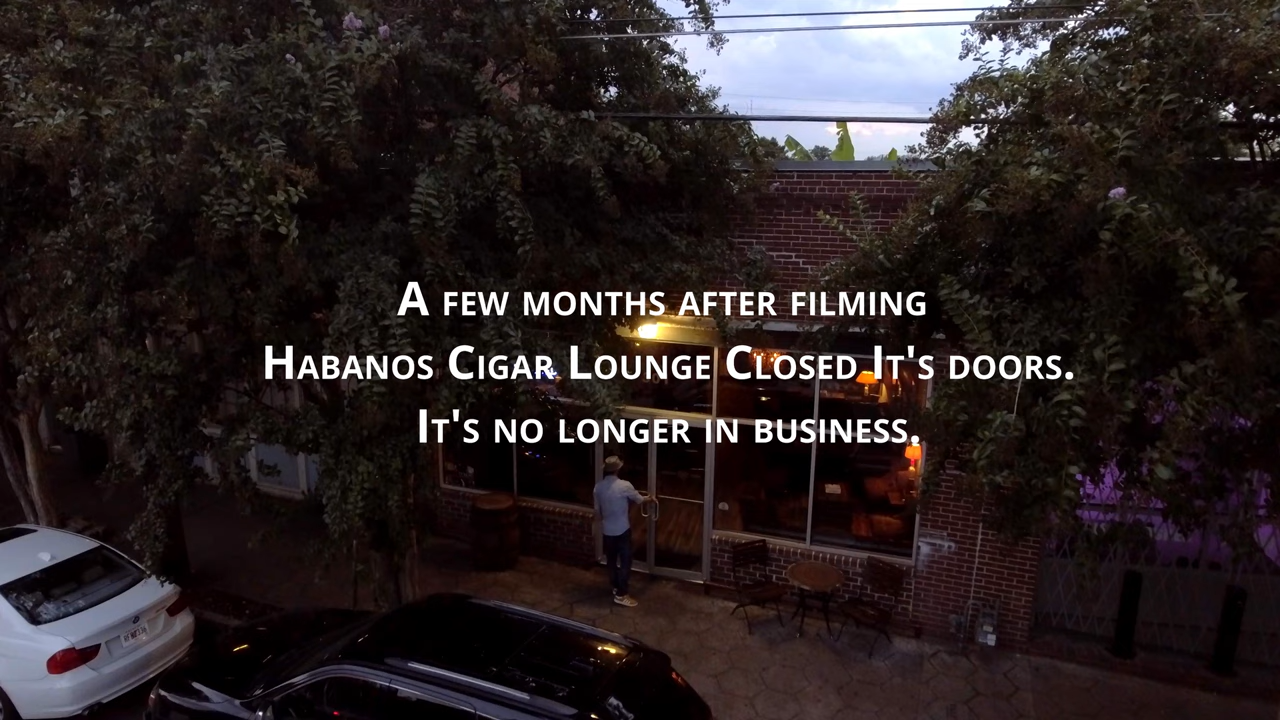 A few months after filming
Habanos Cigar Lounge Closed It's doors.
It's no longer in business.